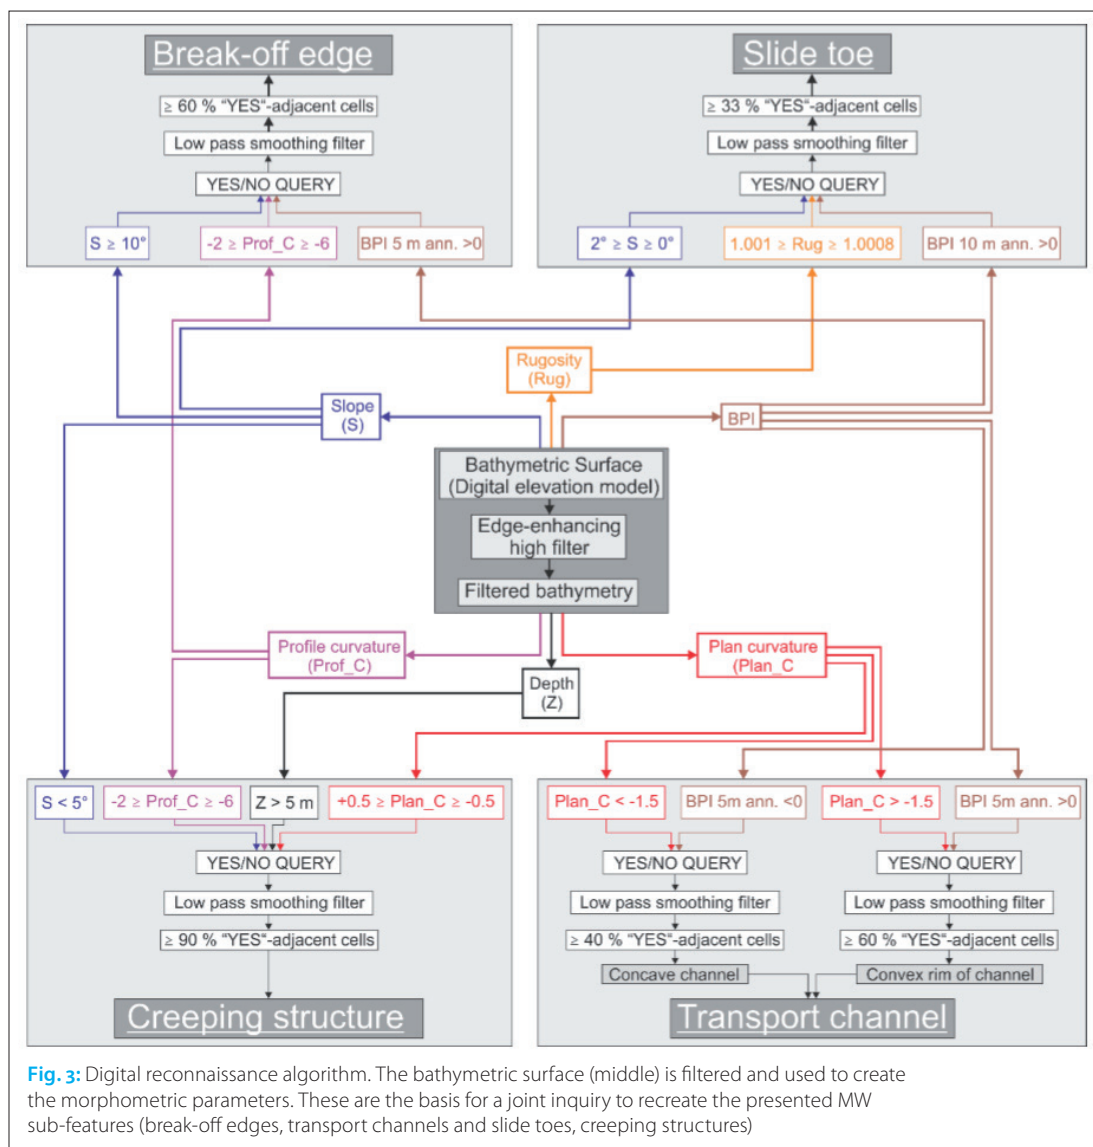 Break-off edge
≥ 60 % "YES"-adjacent cells
Low pass smoothing filter
YES/NO QUERY
S ≥ 10°
-2 ≥ Prof_C ≥ -6
BPI 5 m ann. >0
Slide toe
≥ 33 % "YES"-adjacent cells
Low pass smoothing filter
YES/NO QUERY
2° ≥ S ≥ 0°
1.001 ≥ Rug ≥ 1.0008
BPI 10 m ann. >0
Rugosity
(Rug)
Slope
(S)
BPI
Bathymetric Surface
(Digital elevation model)
Edge-enhancing
high filter
Filtered bathymetry
Profile curvature
(Prof_C)
Plan curvature
(Plan_C
Depth
(Z)
S < 5°
-2 ≥ Prof_C ≥ -6
Z > 5 m
+0.5 ≥ Plan_C ≥ -0.5
YES/NO QUERY
Low pass smoothing filter
≥ 90 % "YES"-adjacent cells
Creeping structure
Plan_C < -1.5
BPI 5m ann. <0
Plan_C > -1.5
BPI 5m ann. >0
YES/NO QUERY
YES/NO QUERY
Low pass smoothing filter
Low pass smoothing filter
≥ 40 % "YES"-adjacent cells
≥ 60 % "YES"-adjacent cells
Concave channel
Convex rim of channel
Transport channel
Fig. 3: Digital reconnaissance algorithm. The bathymetric surface (middle) is filtered and used to create
the morphometric parameters. These are the basis for a joint inquiry to recreate the presented MW
sub-features (break-off edges, transport channels and slide toes, creeping structures)